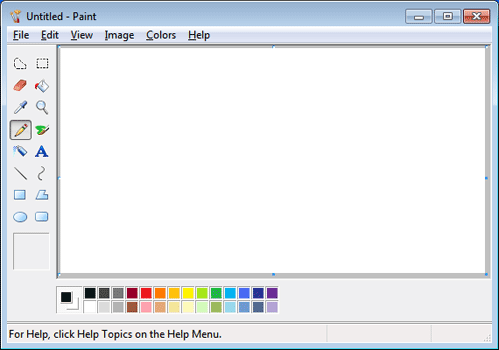 Untitled - Paint
File Edit View Image Colors Help
A
For Help, click Help Topics on the Help Menu.